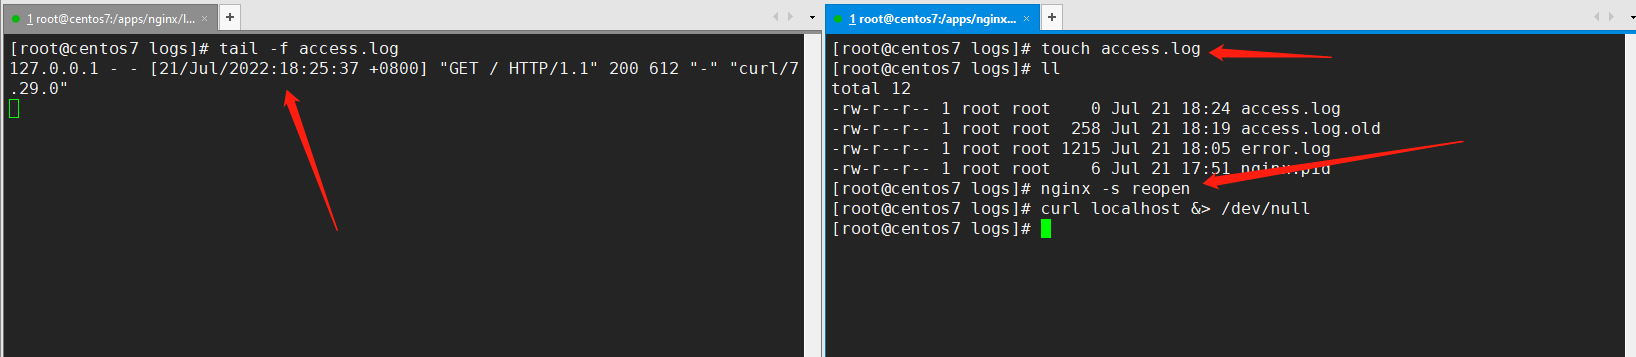 1 root@centos7:/apps/nginx/l... × +
[root@centos7 logs]# tail -f access.log
127.0.0.1 - - [21/Jul/2022:18:25:37 +0800] "GET / HTTP/1.1" 200 612 "-" "curl/7
.29.0"
1 root@centos7:/apps/nginx... × +
[root@centos7 logs]# touch access.log
[root@centos7 logs]# ll
total 12
-rw-r--r-- 1 root root    0 Jul 21 18:24 access.log
-rw-r--r-- 1 root root  258 Jul 21 18:19 access.log.old
-rw-r--r-- 1 root root 1215 Jul 21 18:05 error.log
-rw-r--r-- 1 root root    6 Jul 21 17:51 nginx.pid
[root@centos7 logs]# nginx -s reopen
[root@centos7 logs]# curl localhost &> /dev/null
[root@centos7 logs]#